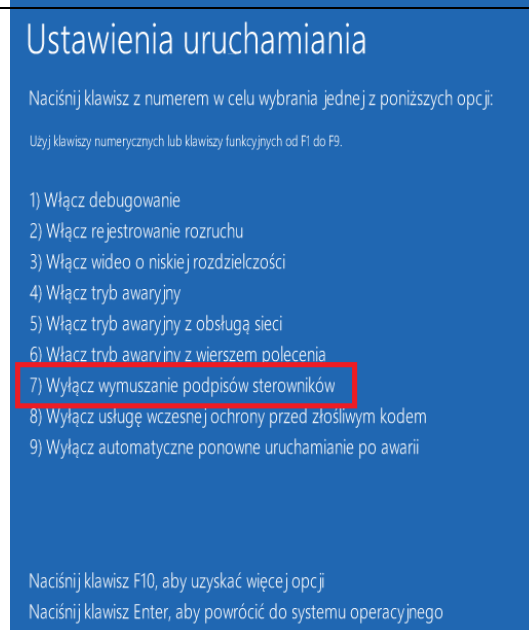 Ustawienia uruchamiania
Naciśnij klawisz z numerem w celu wybrania jednej z poniższych opcji:
Użyj klawiszy numerycznych lub klawiszy funkcyjnych od F1 do F9.
1) Włącz debugowanie
2) Włącz rejestrowanie rozruchu
3) Włącz wideo o niskiej rozdzielczości
4) Włącz tryb awaryjny
5) Włącz tryb awaryjny z obsługą sieci
6) Włącz tryb awaryjny z wierszem polecenia
7) Wyłącz wymuszanie podpisów sterowników
8) Wyłącz usługę wczesnej ochrony przed złośliwym kodem
9) Wyłącz automatyczne ponowne uruchamianie po awarii
Naciśnij klawisz F10, aby uzyskać więcej opcji
Naciśnij klawisz Enter, aby powrócić do systemu operacyjnego